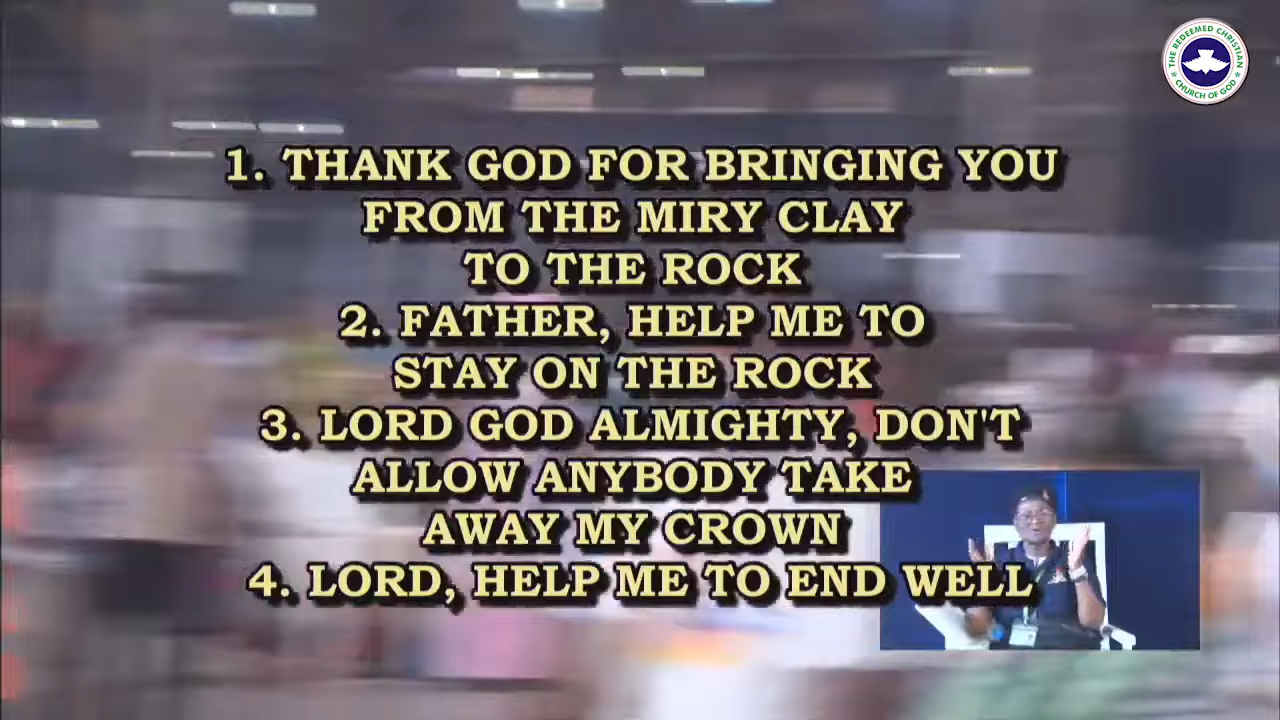 THE REDEEMED CHRISTIAN
CHURCH OF GOD
1. THANK GOD FOR BRINGING YOU
FROM THE MIRY CLAY
TO THE ROCK
2. FATHER, HELP ME TO
STAY ON THE ROCK
3. LORD GOD ALMIGHTY, DON'T
ALLOW ANYBODY TAKE
AWAY MY CROWN
4. LORD, HELP ME TO END WELL